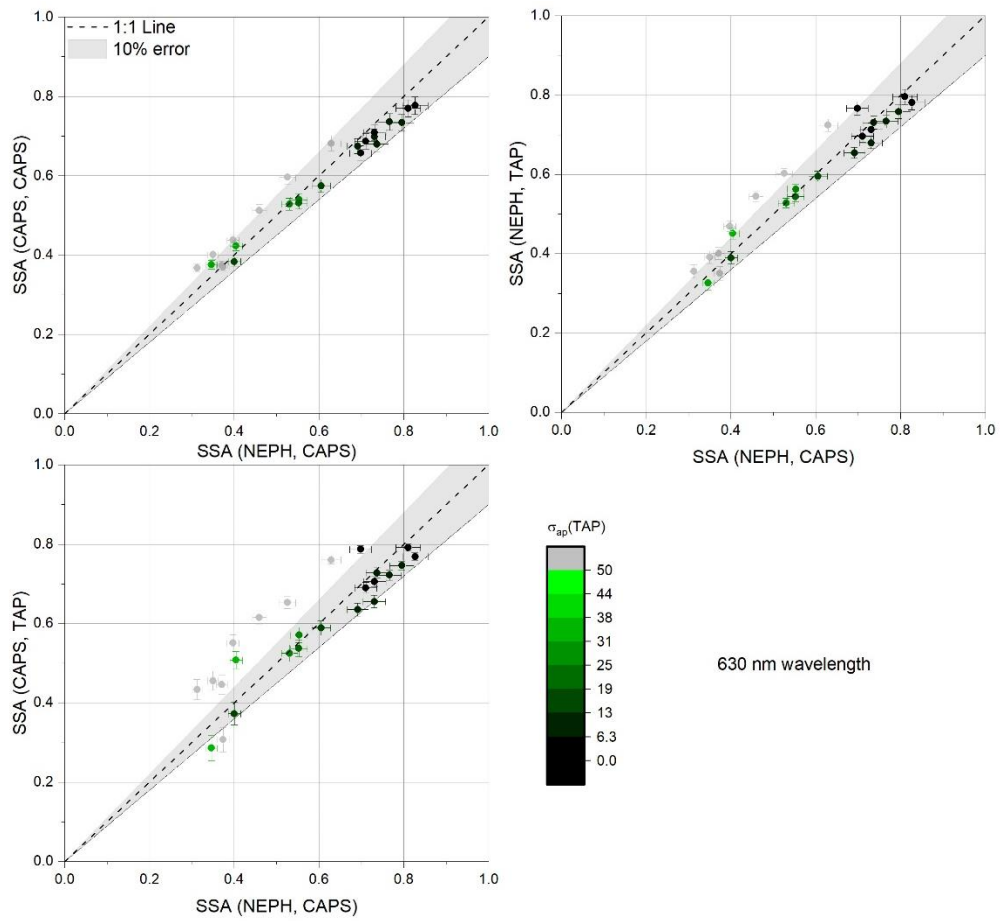 1:1 Line
10% error
1.0
0.8
0.6
0.4
0.2
0.0
SSA (CAPS, CAPS)
0.0 0.2 0.4 0.6 0.8 1.0
SSA (NEPH, CAPS)
1.0
0.8
0.6
0.4
0.2
0.0
SSA (NEPH, TAP)
0.0 0.2 0.4 0.6 0.8 1.0
SSA (NEPH, CAPS)
1.0
0.8
0.6
0.4
0.2
0.0
SSA (CAPS, TAP)
0.0 0.2 0.4 0.6 0.8 1.0
SSA (NEPH, CAPS)
σap(TAP)
50
44
38
31
25
19
13
6.3
0.0
630 nm wavelength